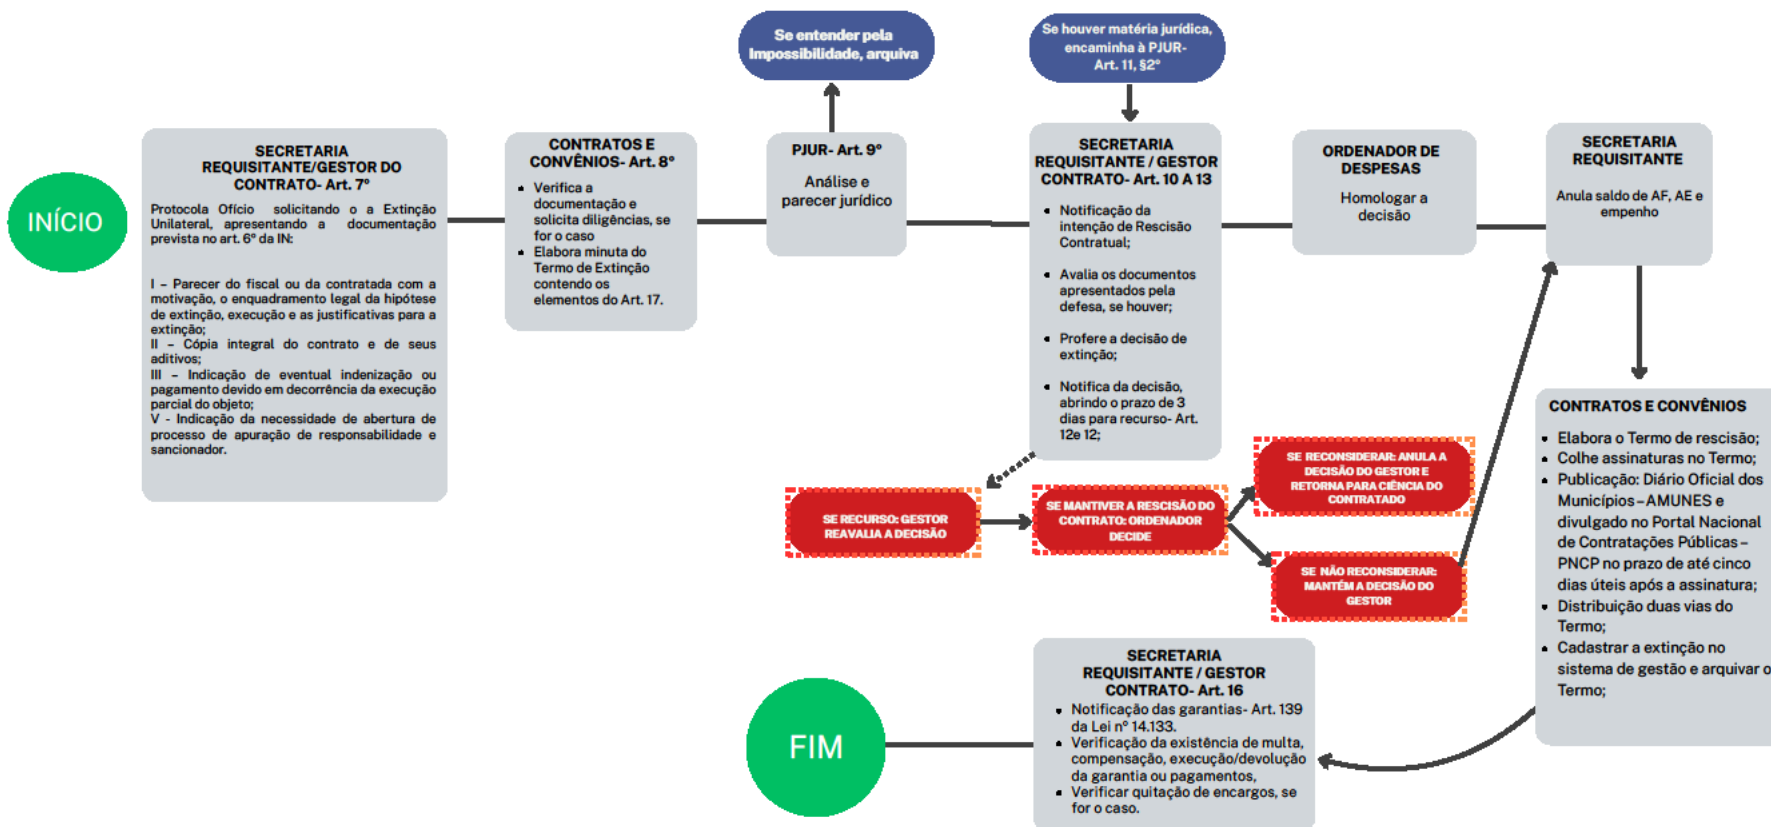 Se entender pela
Impossibilidade, arquiva
Se houver matéria jurídica,
encaminha à PJUR-
Art. 11, §2º
INÍCIO
SECRETARIA
REQUISITANTE/GESTOR DO
CONTRATO- Art. 7º
Protocola Ofício solicitando o a Extinção
Unilateral, apresentando a documentação
prevista no art. 6º da IN:
I – Parecer do fiscal ou da contratada com a
motivação, o enquadramento legal da hipótese
de extinção, execução e as justificativas para a
extinção;
II – Cópia integral do contrato e de seus
aditivos;
III – Indicação de eventual indenização ou
pagamento devido em decorrência da execução
parcial do objeto;
V - Indicação da necessidade de abertura de
processo de apuração de responsabilidade e
sancionador.
CONTRATOS E
CONVÊNIOS- Art. 8º
• Verifica a
documentação e
solicita diligências, se
for o caso
• Elabora minuta do
Termo de Extinção
contendo os
elementos do Art. 17.
PJUR- Art. 9º
Análise e
parecer jurídico
SECRETARIA
REQUISITANTE / GESTOR
CONTRATO- Art. 10 A 13
• Notificação da
intenção de Rescisão
Contratual;
• Avalia os documentos
apresentados pela
defesa, se houver;
• Profere a decisão de
extinção;
• Notifica da decisão,
abrindo o prazo de 3
dias para recurso- Art.
12e 12;
ORDENADOR DE
DESPESAS
Homologar a
decisão
SECRETARIA
REQUISITANTE
Anula saldo de AF, AE e
empenho
SE RECURSO: GESTOR
REAVALIA A DECISÃO
SE MANTIVER A RESCISÃO DO
CONTRATO: ORDENADOR
DECIDE
SE RECONSIDERAR: ANULA A
DECISÃO DO GESTOR E
RETORNA PARA CIÊNCIA DO
CONTRATADO
SE NÃO RECONSIDERAR:
MANTÉM A DECISÃO DO
GESTOR
CONTRATOS E CONVÊNIOS
• Elabora o Termo de rescisão;
• Colhe assinaturas no Termo;
• Publicação: Diário Oficial dos
Municípios – AMUNES e
divulgado no Portal Nacional
de Contratações Públicas –
PNCP no prazo de até cinco
dias úteis após a assinatura;
• Distribuição duas vias do
Termo;
• Cadastrar a extinção no
sistema de gestão e arquivar o
Termo;
SECRETARIA
REQUISITANTE / GESTOR
CONTRATO- Art. 16
• Notificação das garantias- Art. 139
da Lei nº 14.133.
• Verificação da existência de multa,
compensação, execução/devolução
da garantia ou pagamentos,
• Verificar quitação de encargos, se
for o caso.
FIM